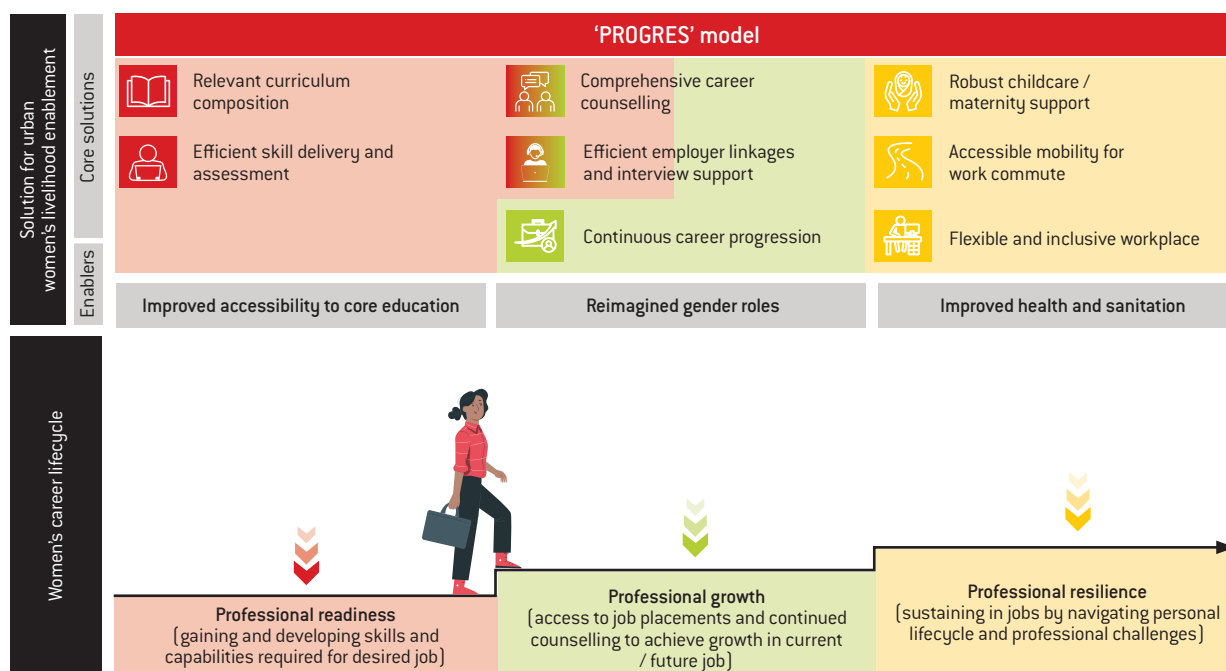 ‘PROGRES’ model
Solution for urban
women’s livelihood enablement
Core solutions
Enablers
Relevant curriculum
composition
Efficient skill delivery and
assessment
Comprehensive career
counselling
Efficient employer linkages
and interview support
Continuous career progression
Robust childcare /
maternity support
Accessible mobility for
work commute
Flexible and inclusive workplace
Improved accessibility to core education
Reimagined gender roles
Improved health and sanitation
Women’s career lifecycle
Professional readiness
(gaining and developing skills and
capabilities required for desired job)
Professional growth
(access to job placements and continued
counselling to achieve growth in current
/ future job)
Professional resilience
(sustaining in jobs by navigating personal
lifecycle and professional challenges)